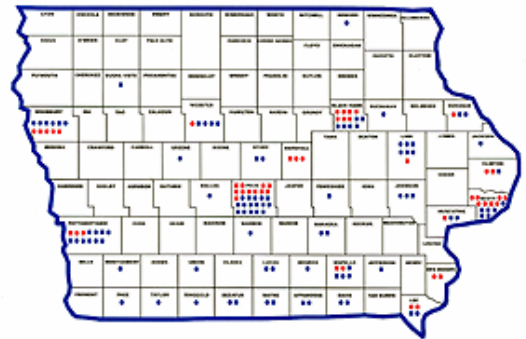 LYON OSCEOLA DICKINSON EMMET KOSSUTH WINNEBAGO WORTH MITCHELL HOWARD WINNESHIEK ALLAMAKEE
SIOUX O'BRIEN CLAY PALO ALTO HANCOCK CERRO GORDO FLOYD CHICKASAW
FAYETTE CLAYTON
PLYMOUTH CHEROKEE BUENA VISTA POCAHONTAS HUMBOLDT WRIGHT FRANKLIN BUTLER BREMER
WOODBURY IDA SAC CALHOUN WEBSTER HAMILTON HARDIN GRUNDY BLACK HAWK BUCHANAN DELAWARE DUBUQUE
MONONA CRAWFORD CARROLL GREENE BOONE STORY MARSHALL TAMA BENTON LINN JONES JACKSON
CLINTON
CEDAR
HARRISON SHELBY AUDUBON GUTHRIE DALLAS POLK JASPER POWESHIEK IOWA JOHNSON SCOTT
MUSCATINE
POTTAWATTAMIE CASS ADAIR MADISON WARREN MARION MAHASKA KEOKUK WASHINGTON
LOUISA
MILLS MONTGOMERY ADAMS UNION CLARKE LUCAS MONROE WAPELLO JEFFERSON HENRY
DES MOINES
FREMONT PAGE TAYLOR RINGGOLD DECATUR WAYNE APPANOOSE DAVIS VAN BUREN
LEE